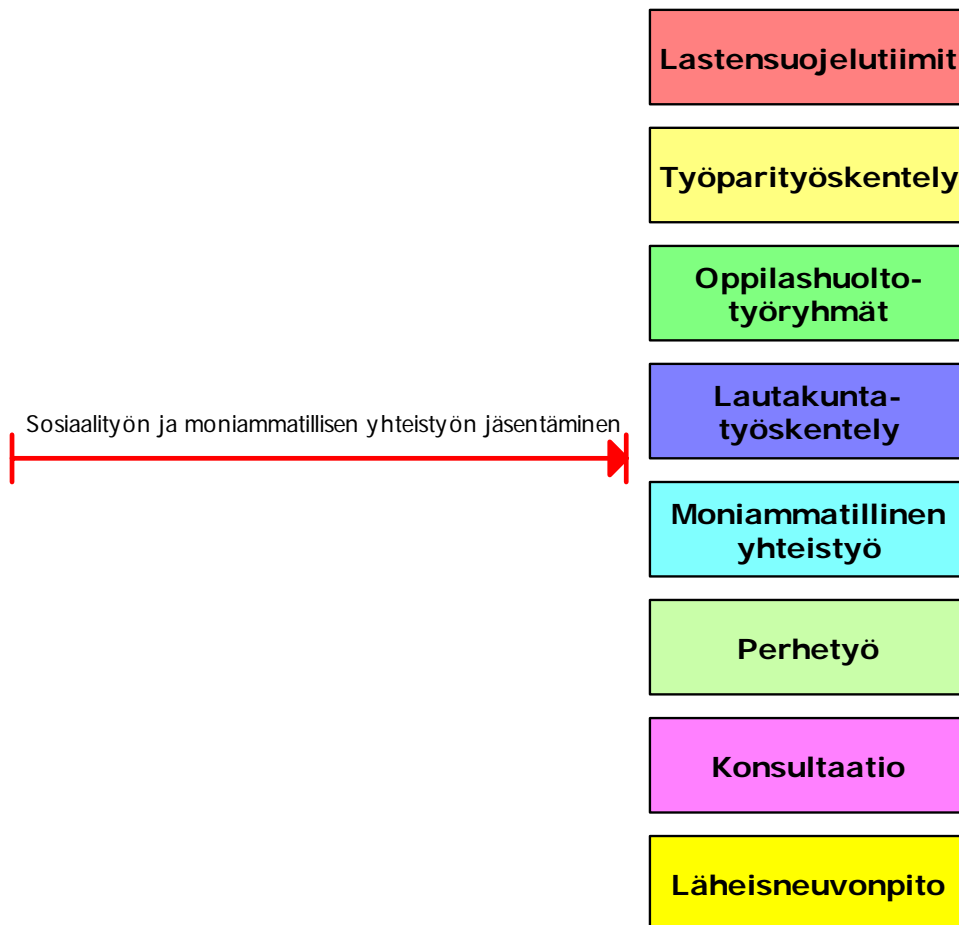 Lastensuojelutiimit
Työparityöskentely
Oppilashuolto-
työryhmät
Lautakunta-
työskentely
Sosiaalityön ja moniammatillisen yhteistyön jäsentäminen
Moniammatillinen
yhteistyö
Perhetyö
Konsultaatio
Läheisneuvonpito